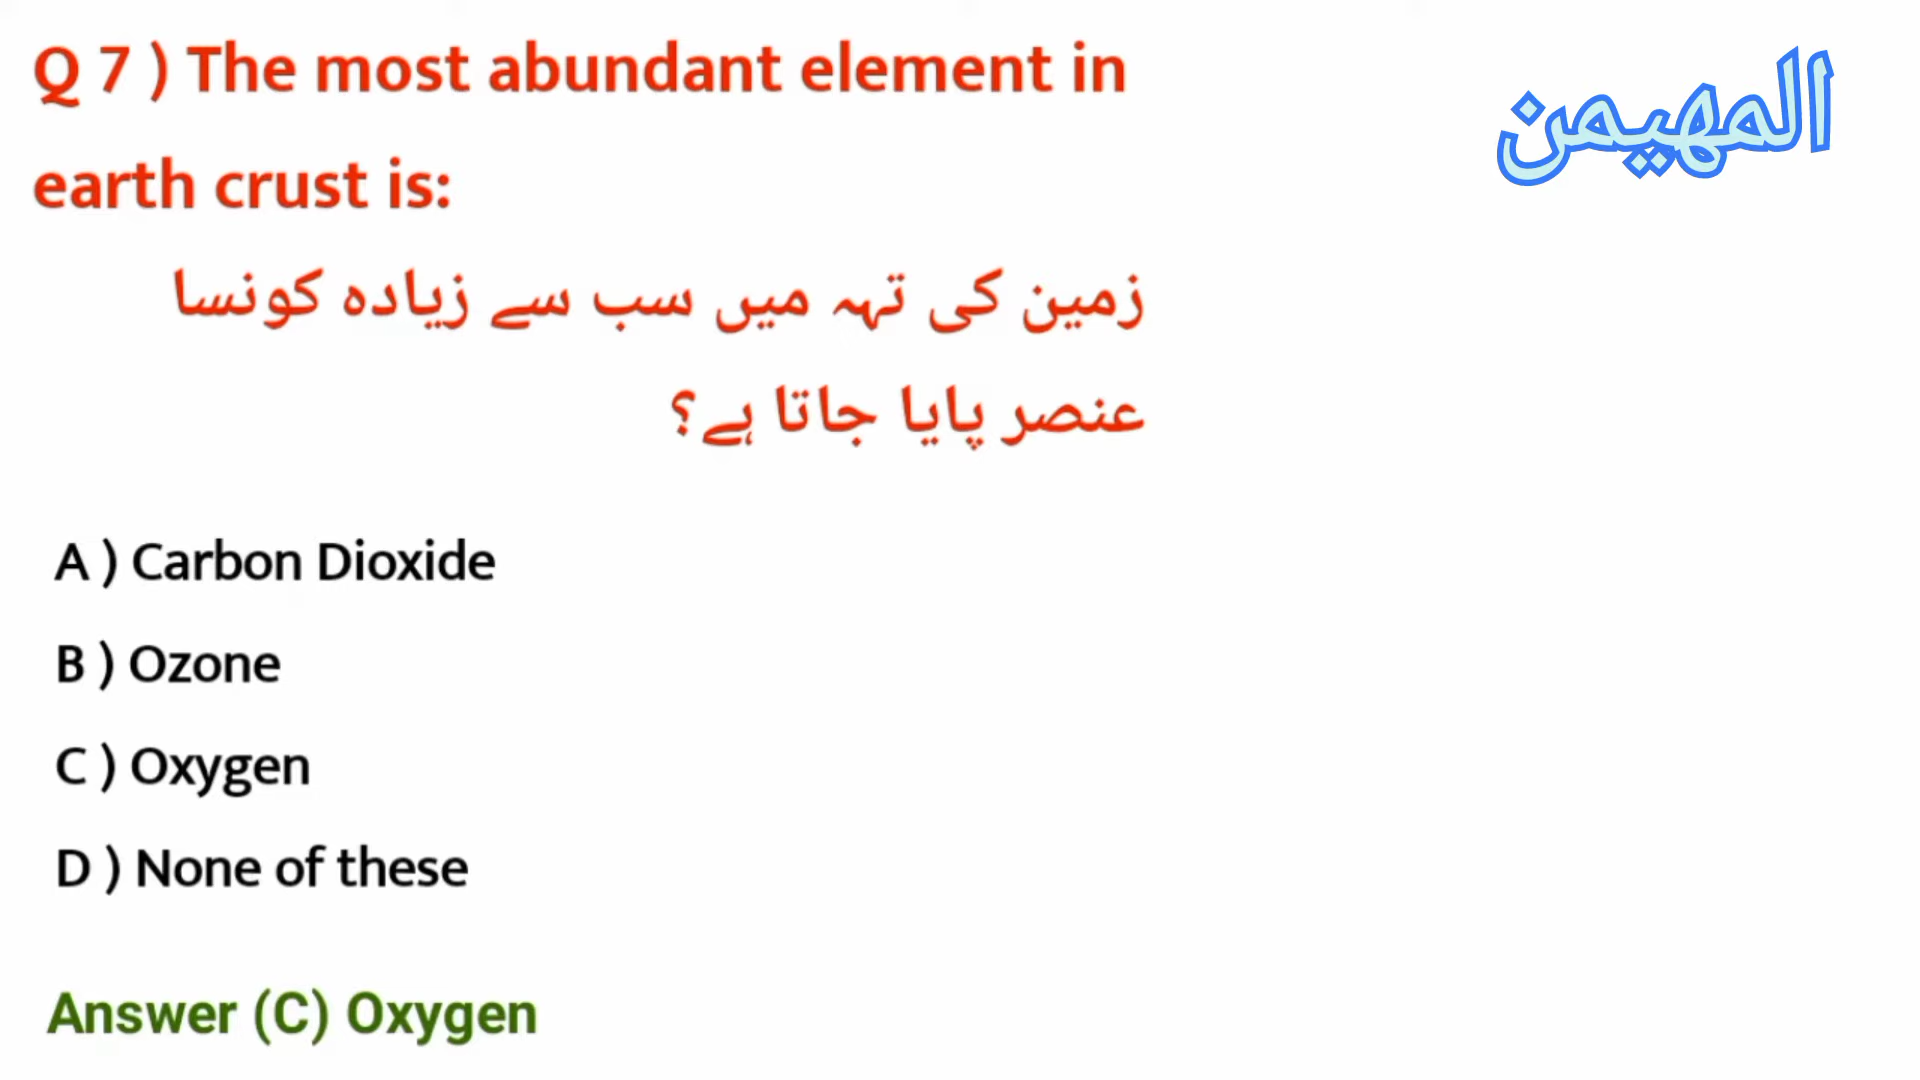 Q 7 ) The most abundant element in
earth crust is:
المهيمن
زمین کی تہہ میں سب سے زیادہ کونسا
عنصر پایا جاتا ہے؟
A ) Carbon Dioxide
B ) Ozone
C ) Oxygen
D ) None of these
Answer (C) Oxygen